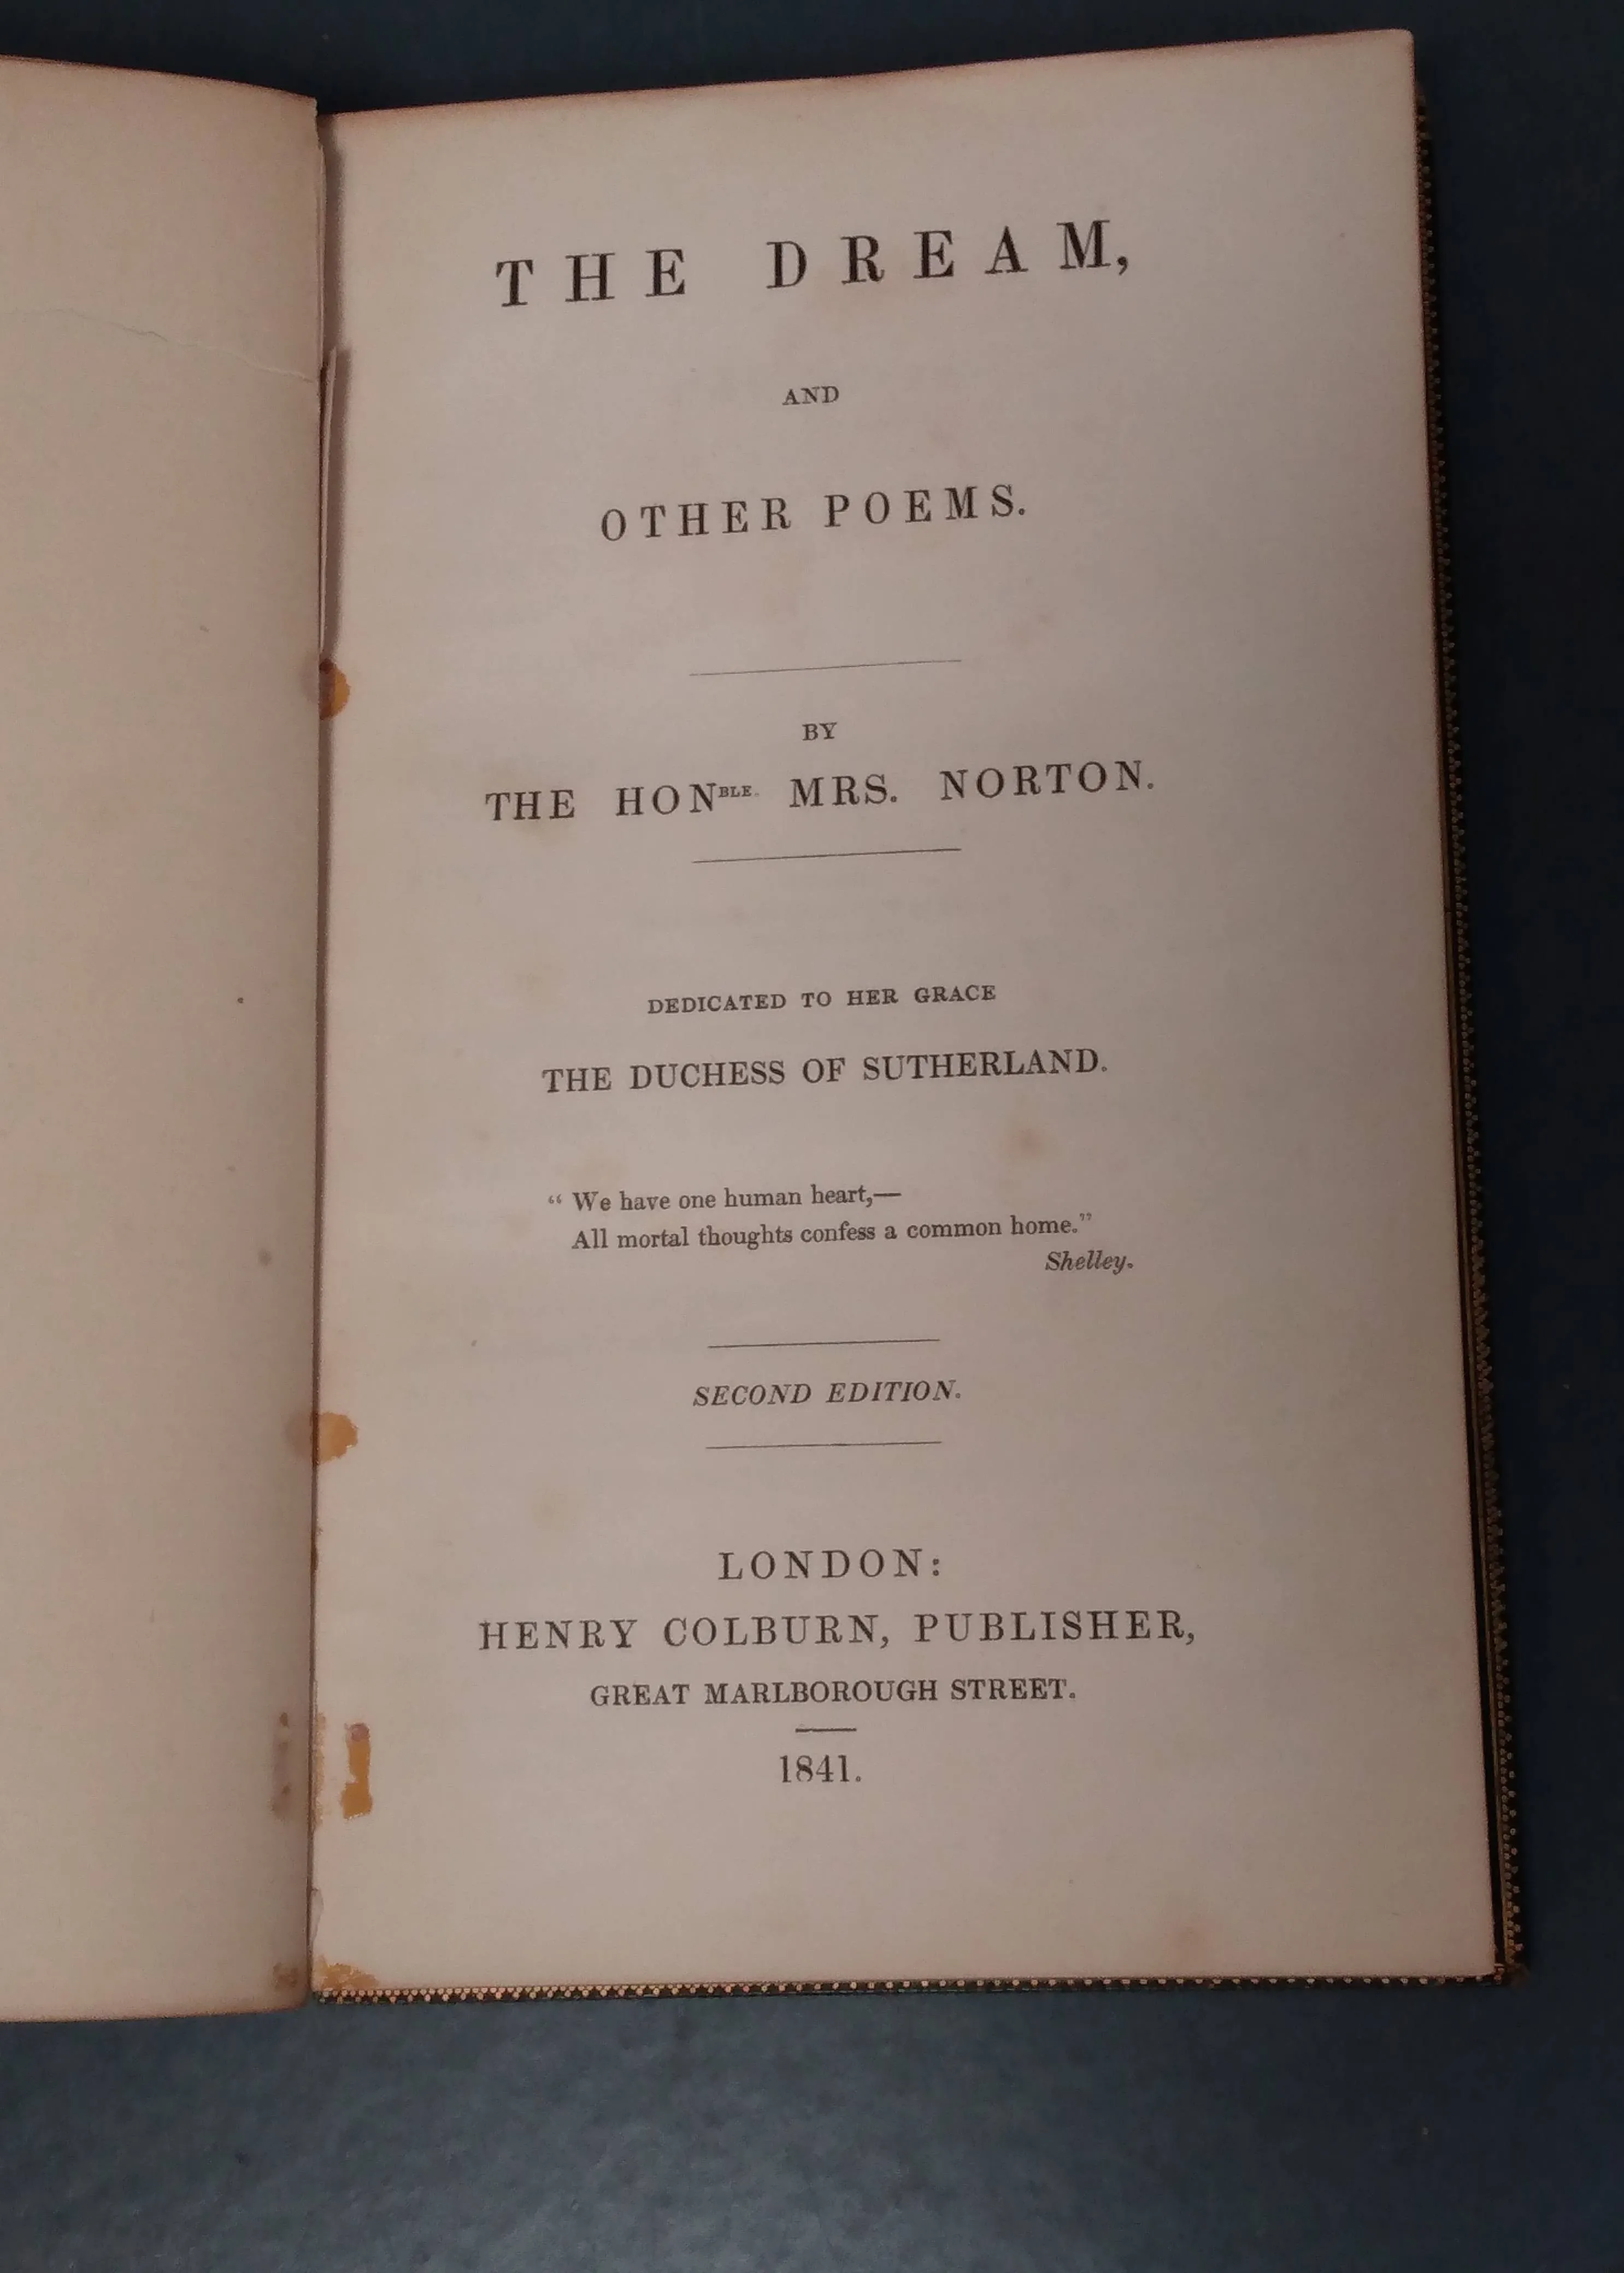 THE DREAM,
AND
OTHER POEMS.
BY
THE HONBLE. MRS. NORTON.
DEDICATED TO HER GRACE
THE DUCHESS OF SUTHERLAND.
“ We have one human heart,—
All mortal thoughts confess a common home.”
Shelley.
SECOND EDITION.
LONDON:
HENRY COLBURN, PUBLISHER,
GREAT MARLBOROUGH STREET.
1841.